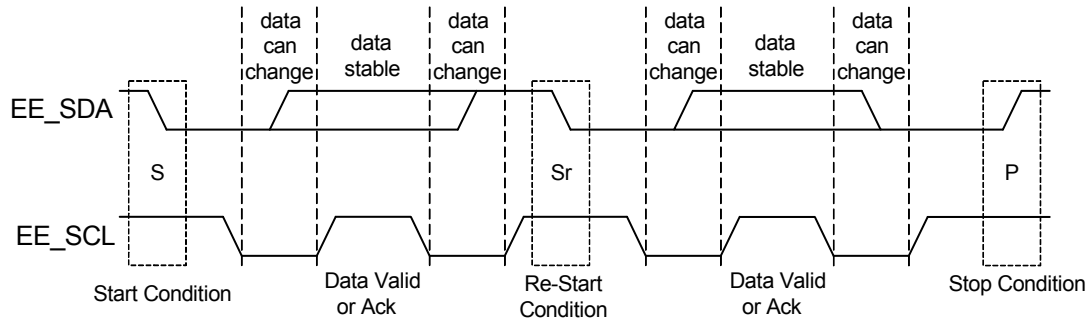 data
can
change
data
stable
data
can
change
data
can
change
data
stable
data
can
change
EE_SDA
S
Sr
P
EE_SCL
Start Condition
Data Valid
or Ack
Re-Start
Condition
Data Valid
or Ack
Stop Condition